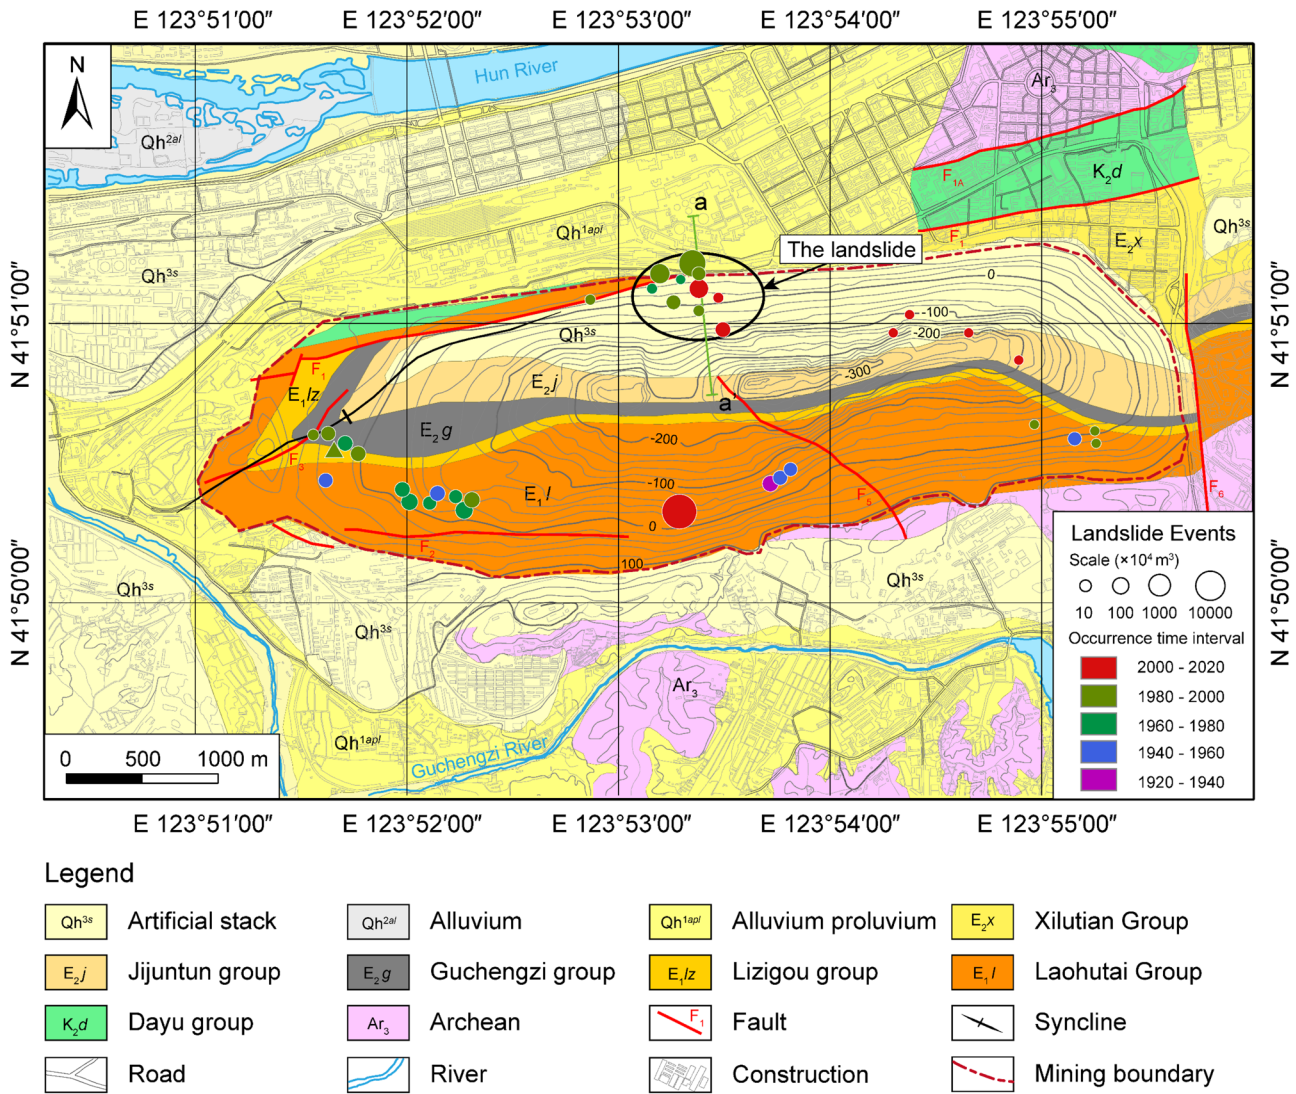 E 123°51′00″ E 123°52′00″ E 123°53′00″ E 123°54′00″ E 123°55′00″
N
Hun River
Ar3
Qh2al
F1A
K2d
a
Qh1apl
F1
E2x
Qh3s
The landslide
Qh3s
0
N 41°51′00″
N 41°51′00″
-100
Qh3s
-200
F1
-300
E2j
E1lz
a'
E2g
-200
F3
-100
E1l
F5
F6
0
F2
100
N 41°50′00″
N 41°50′00″
Qh3s
Qh3s
Qh3s
Ar3
Qh1apl
Guchengzi River
0 500 1000 m
Landslide Events
Scale (×10⁴ m³)
10 100 1000 10000
Occurrence time interval
2000 - 2020
1980 - 2000
1960 - 1980
1940 - 1960
1920 - 1940
E 123°51′00″ E 123°52′00″ E 123°53′00″ E 123°54′00″ E 123°55′00″
Legend
Qh3s Artificial stack Qh2al Alluvium Qh1apl Alluvium proluvium E2x Xilutian Group
E2j Jijuntun group E2g Guchengzi group E1lz Lizigou group E1l Laohutai Group
K2d Dayu group Ar3 Archean F1 Fault Syncline
Road River Construction Mining boundary